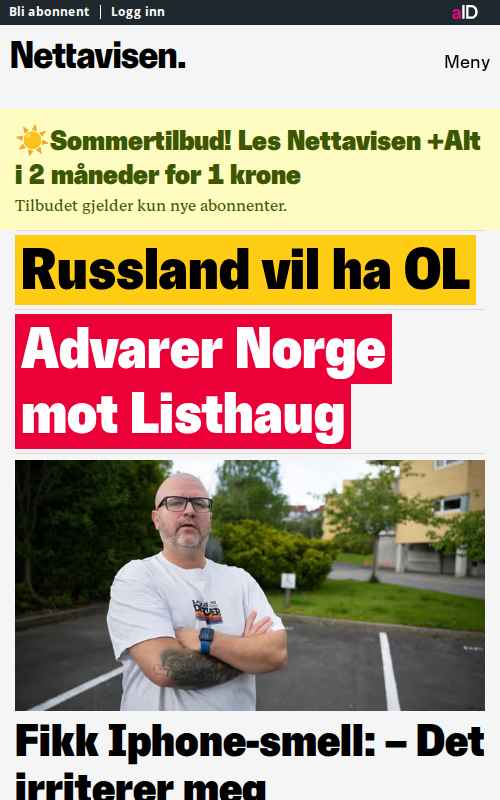 Bli abonnent
Logg inn
aID
Nettavisen.
Meny
☀️Sommertilbud! Les Nettavisen +Alt
i 2 måneder for 1 krone
Tilbudet gjelder kun nye abonnenter.
Russland vil ha OL
Advarer Norge
mot Listhaug
Fikk Iphone-smell: – Det
irriterer meg